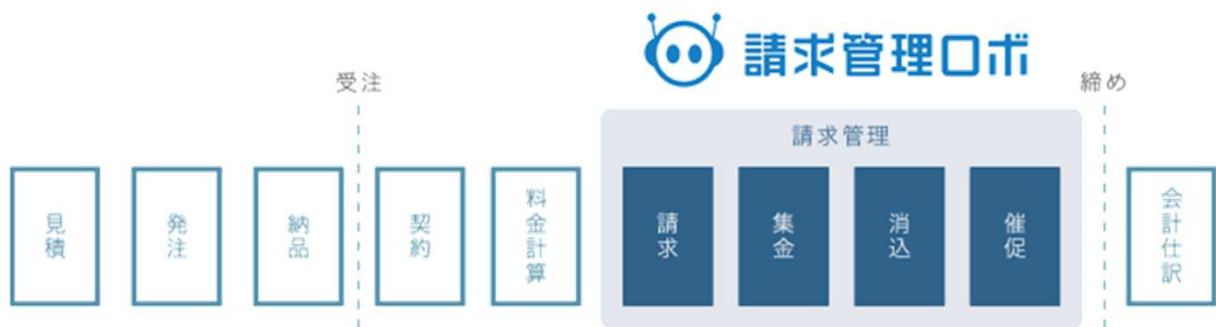 請求管理ロボ
受注
締め
請求管理
見積
発注
納品
契約
料金計算
請求
集金
消込
催促
会計仕訳